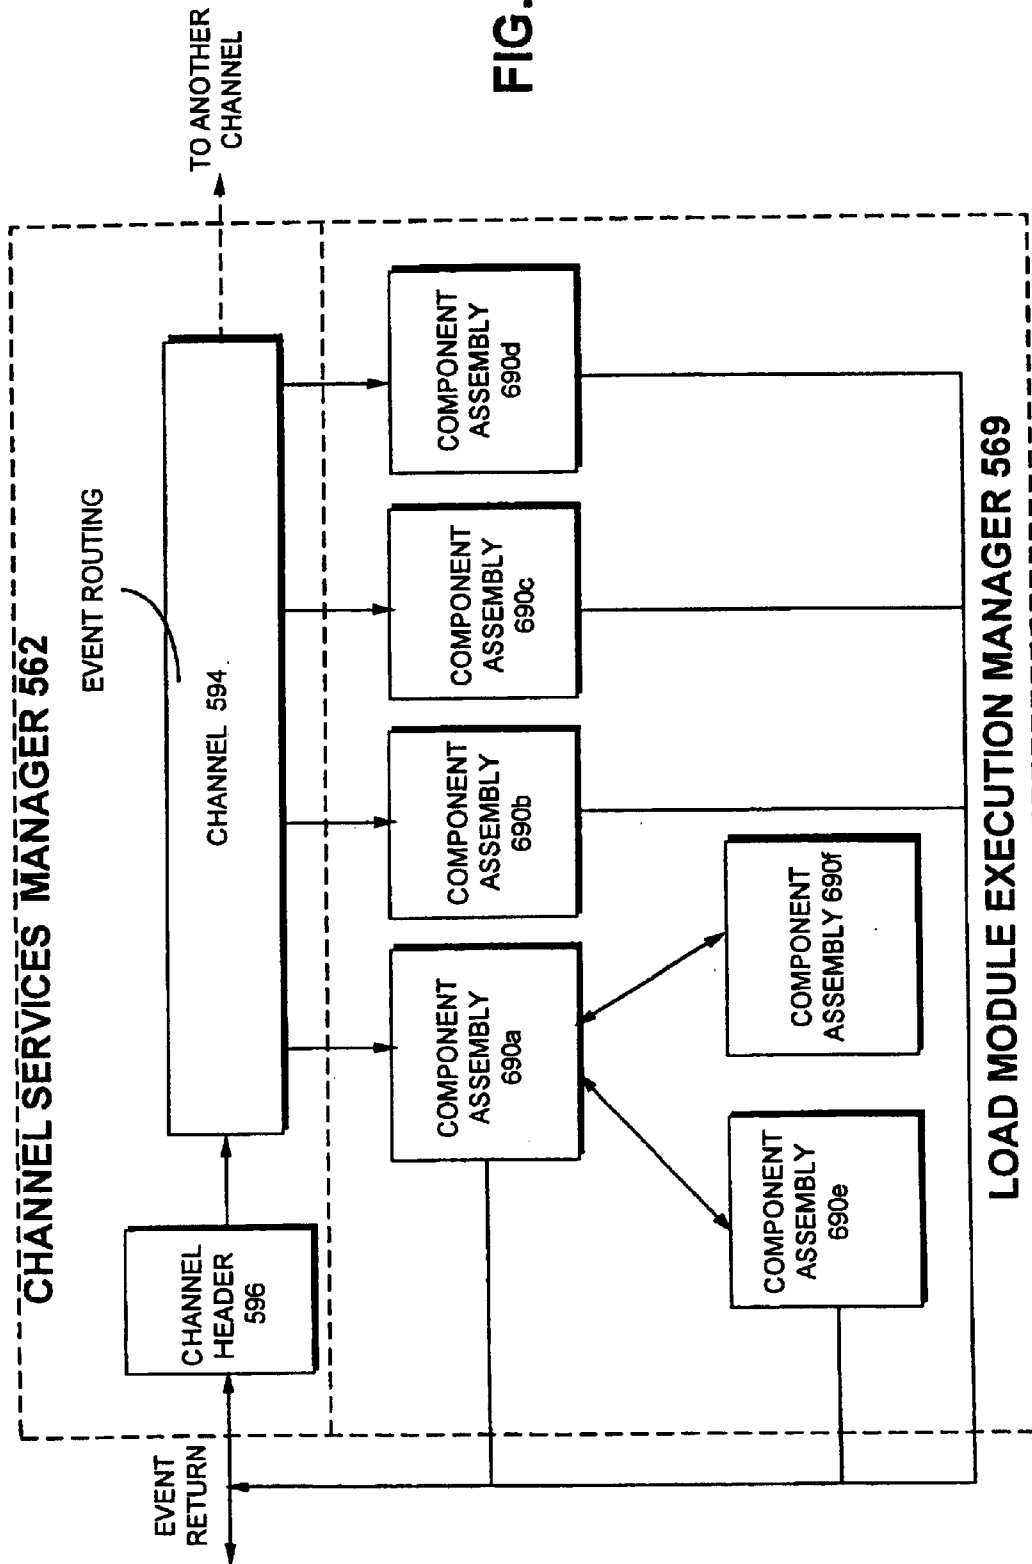 CHANNEL SERVICES MANAGER 562
EVENT ROUTING
TO ANOTHER
CHANNEL
EVENT
RETURN
CHANNEL
HEADER
596
CHANNEL 594
COMPONENT
ASSEMBLY
690a
COMPONENT
ASSEMBLY
690b
COMPONENT
ASSEMBLY
690c
COMPONENT
ASSEMBLY
690d
COMPONENT
ASSEMBLY
690e
COMPONENT
ASSEMBLY 690f
LOAD MODULE EXECUTION MANAGER 569
FIG.